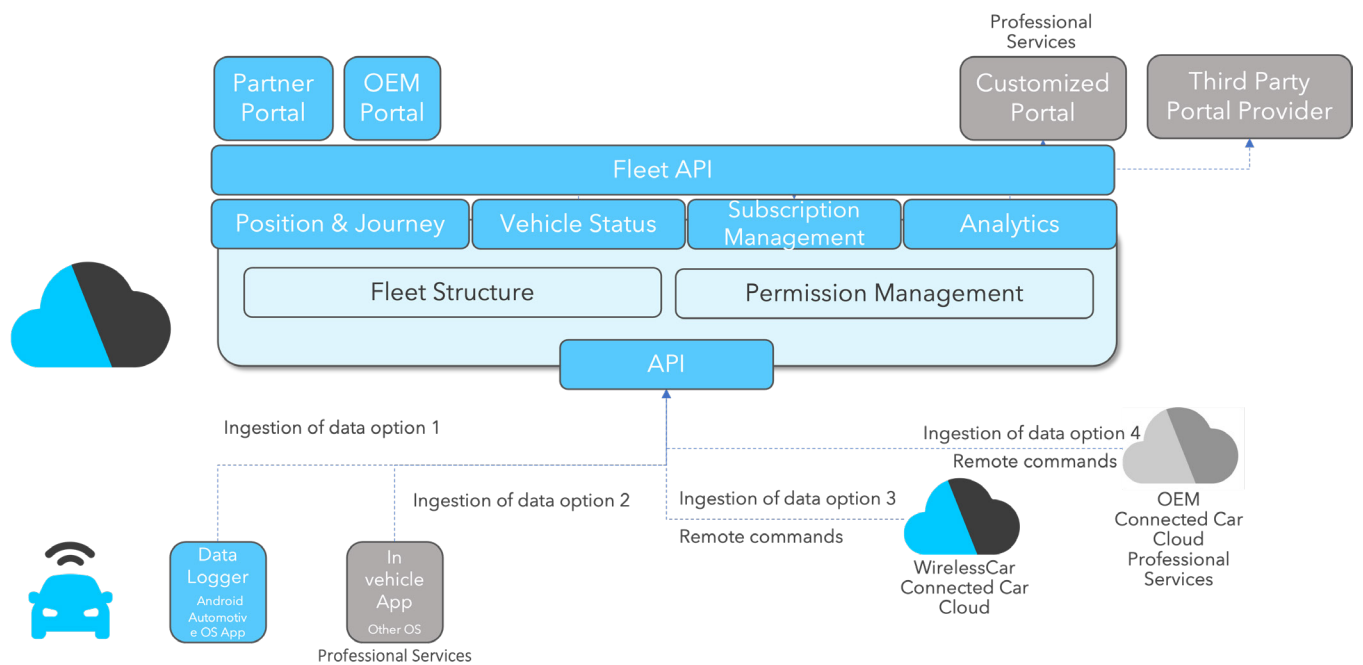 Professional
Services
Partner
Portal
OEM
Portal
Customized
Portal
Third Party
Portal Provider
Fleet API
Position & Journey
Vehicle Status
Subscription
Management
Analytics
Fleet Structure
Permission Management
API
Ingestion of data option 1
Ingestion of data option 4
Remote commands
Ingestion of data option 2
Ingestion of data option 3
Remote commands
OEM
Connected Car
Cloud
Professional
Services
WirelessCar
Connected Car
Cloud
Data
Logger
Android
Automotiv
e OS App
In
vehicle
App
Other OS
Professional Services